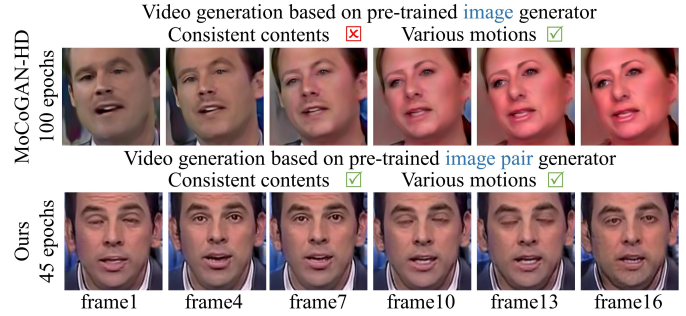 Video generation based on pre-trained image generator
Consistent contents ☒ Various motions ☑
MoCoGAN-HD
100 epochs
Video generation based on pre-trained image pair generator
Consistent contents ☑ Various motions ☑
Ours
45 epochs
frame1 frame4 frame7 frame10 frame13 frame16